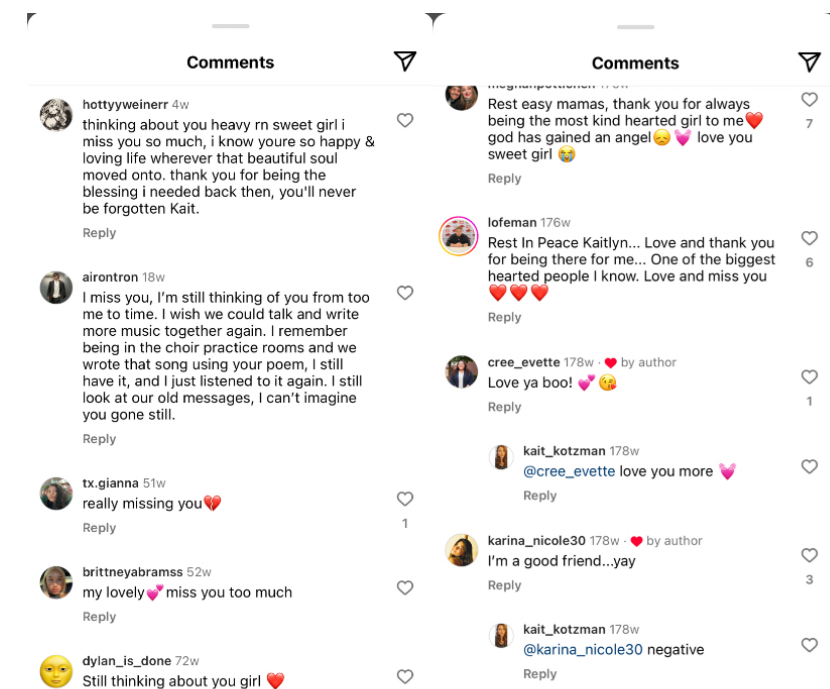 Comments
hottyyweinerr 4w
thinking about you heavy rn sweet girl i
miss you so much, i know youre so happy &
loving life wherever that beautiful soul
moved onto. thank you for being the
blessing i needed back then, you'll never
be forgotten Kait.
Reply
airontron 18w
I miss you, I'm still thinking of you from too
me to time. I wish we could talk and write
more music together again. I remember
being in the choir practice rooms and we
wrote that song using your poem, I still
have it, and I just listened to it again. I still
look at our old messages, I can't imagine
you gone still.
Reply
tx.gianna 51w
really missing you💔
1
Reply
brittneyabramss 52w
my lovely💕 miss you too much
Reply
dylan_is_done 72w
Still thinking about you girl ❤️
Comments
Rest easy mamas, thank you for always
being the most kind hearted girl to me❤️
god has gained an angel😞💓 love you
sweet girl 😭
7
Reply
lofeman 176w
Rest In Peace Kaitlyn... Love and thank you
for being there for me... One of the biggest
hearted people I know. Love and miss you
❤️❤️❤️
6
Reply
cree_evette 178w · ❤️ by author
Love ya boo! 💕😘
1
Reply
kait_kotzman 178w
@cree_evette love you more 💓
Reply
karina_nicole30 178w · ❤️ by author
I'm a good friend...yay
3
Reply
kait_kotzman 178w
@karina_nicole30 negative
Reply